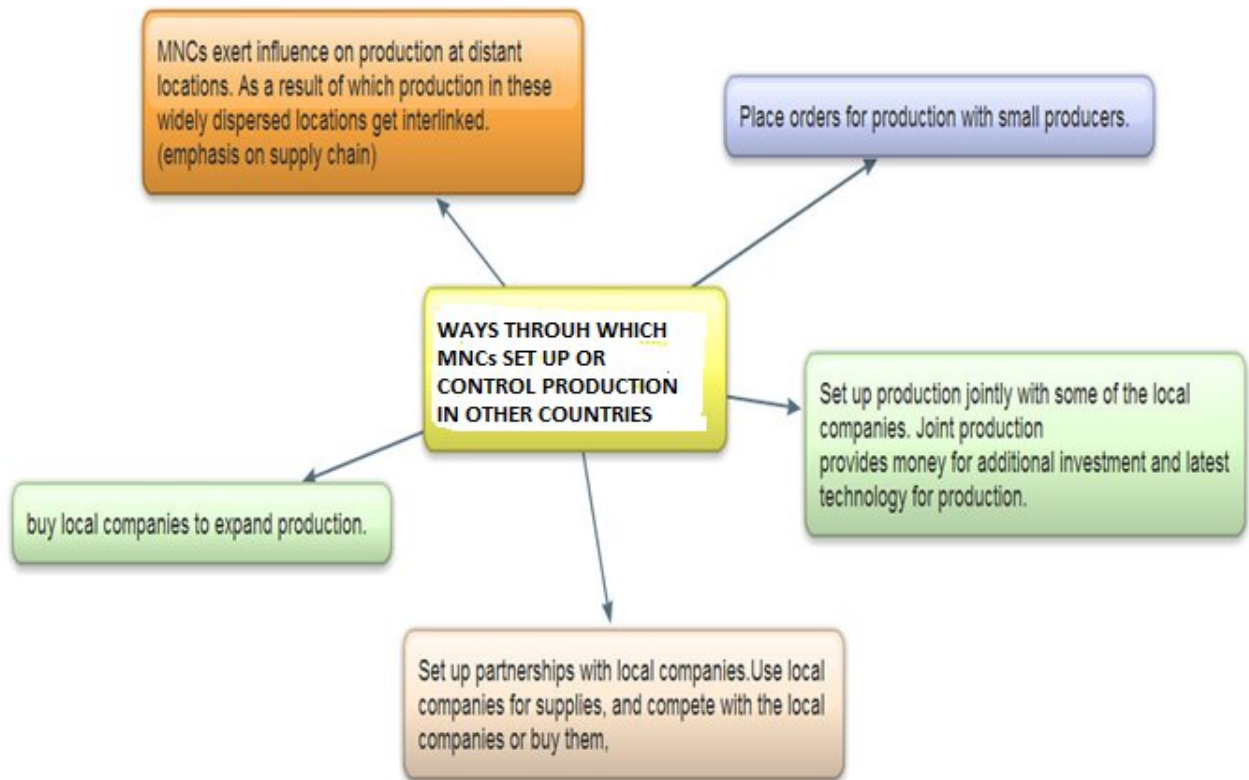 MNCs exert influence on production at distant
locations. As a result of which production in these
widely dispersed locations get interlinked.
(emphasis on supply chain)
Place orders for production with small producers.
WAYS THROUH WHICH
MNCs SET UP OR
CONTROL PRODUCTION
IN OTHER COUNTRIES
Set up production jointly with some of the local
companies. Joint production
provides money for additional investment and latest
technology for production.
buy local companies to expand production.
Set up partnerships with local companies.Use local
companies for supplies, and compete with the local
companies or buy them,